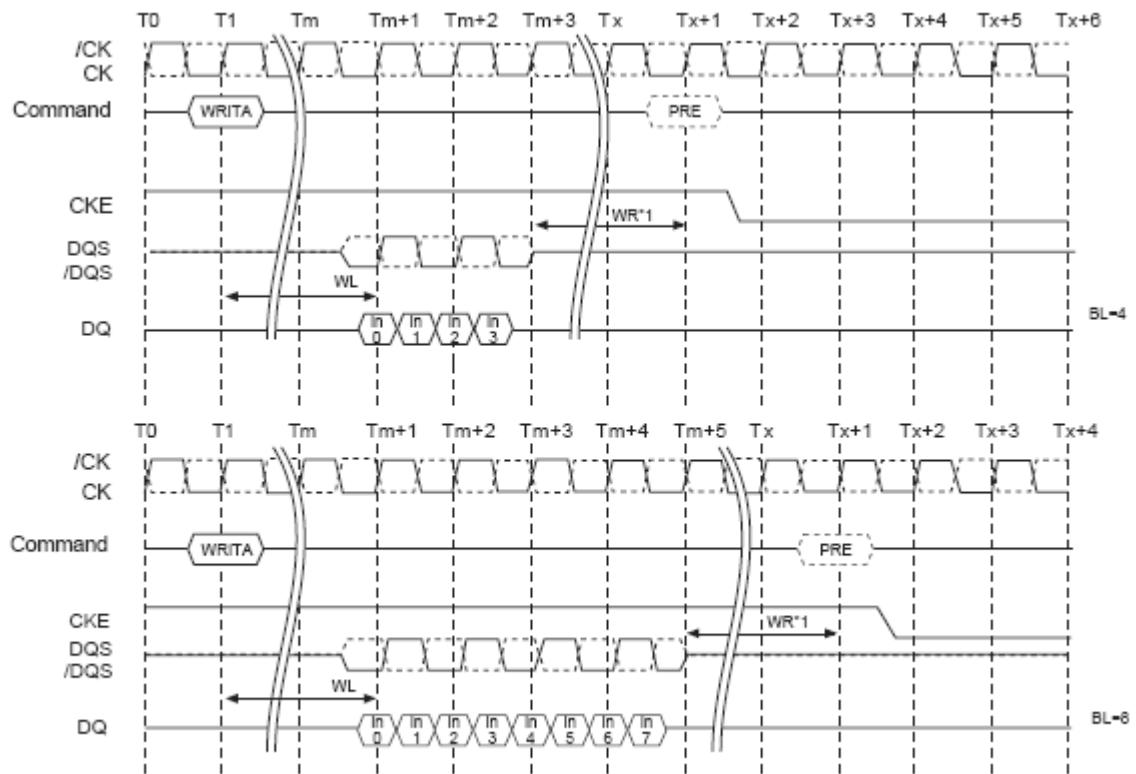 T0 T1 Tm Tm+1 Tm+2 Tm+3 Tx Tx+1 Tx+2 Tx+3 Tx+4 Tx+5 Tx+6
/CK
CK
Command WRITA PRE
CKE
WR*1
DQS
/DQS
WL
DQ In 0 In 1 In 2 In 3
BL=4
T0 T1 Tm Tm+1 Tm+2 Tm+3 Tm+4 Tm+5 Tx Tx+1 Tx+2 Tx+3 Tx+4
/CK
CK
Command WRITA PRE
CKE
WR*1
DQS
/DQS
WL
DQ In 0 In 1 In 2 In 3 In 4 In 5 In 6 In 7
BL=8